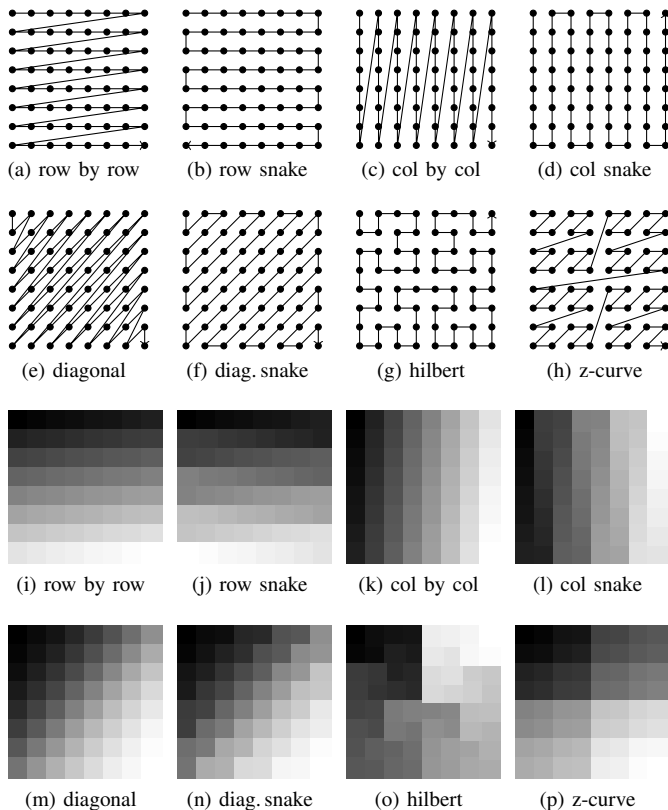 (a) row by row (b) row snake (c) col by col (d) col snake
(e) diagonal (f) diag. snake (g) hilbert (h) z-curve
(i) row by row (j) row snake (k) col by col (l) col snake
(m) diagonal (n) diag. snake (o) hilbert (p) z-curve